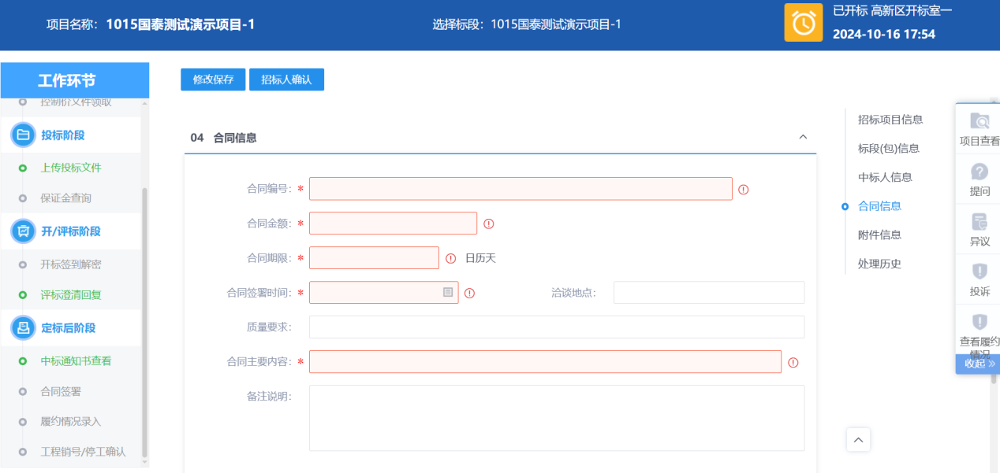 项目名称： 1015国泰测试演示项目-1
选择标段： 1015国泰测试演示项目-1
已开标 高新区开标室一
2024-10-16 17:54
工作环节
控制价文件领取
投标阶段
上传投标文件
保证金查询
开/评标阶段
开标签到解密
评标澄清回复
定标后阶段
中标通知书查看
合同签署
履约情况录入
工程销号/停工确认
修改保存 招标人确认
04 合同信息
合同编号： *
合同金额： *
合同期限： * 日历天
合同签署时间： * 洽谈地点：
质量要求：
合同主要内容： *
备注说明：
招标项目信息
标段(包)信息
中标人信息
合同信息
附件信息
处理历史
项目查看
提问
异议
投诉
查看履约
情况
收起 »